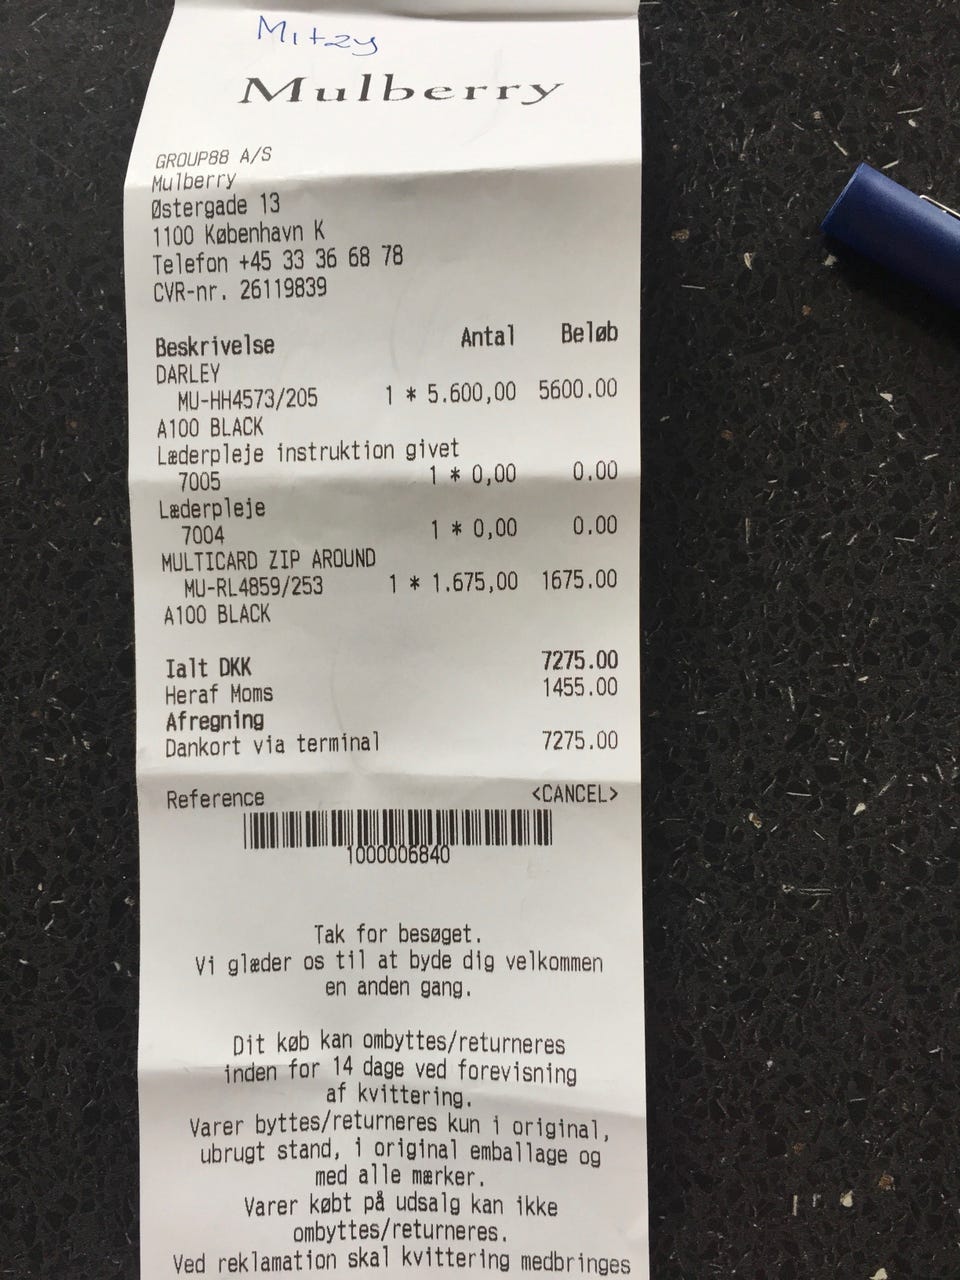 Mitzy
Mulberry
GROUP88 A/S
Mulberry
Østergade 13
1100 København K
Telefon +45 33 36 68 78
CVR-nr. 26119839
Beskrivelse Antal Beløb
DARLEY
MU-HH4573/205 1 * 5.600,00 5600.00
A100 BLACK
Læderpleje instruktion givet
7005 1 * 0,00 0.00
Læderpleje
7004 1 * 0,00 0.00
MULTICARD ZIP AROUND
MU-RL4859/253 1 * 1.675,00 1675.00
A100 BLACK
Ialt DKK 7275.00
Heraf Moms 1455.00
Afregning
Dankort via terminal 7275.00
Reference <CANCEL>
1000006840
Tak for besøget.
Vi glæder os til at byde dig velkommen
en anden gang.
Dit køb kan ombyttes/returneres
inden for 14 dage ved forevisning
af kvittering.
Varer byttes/returneres kun i original,
ubrugt stand, i original emballage og
med alle mærker.
Varer købt på udsalg kan ikke
ombyttes/returneres.
Ved reklamation skal kvittering medbringes